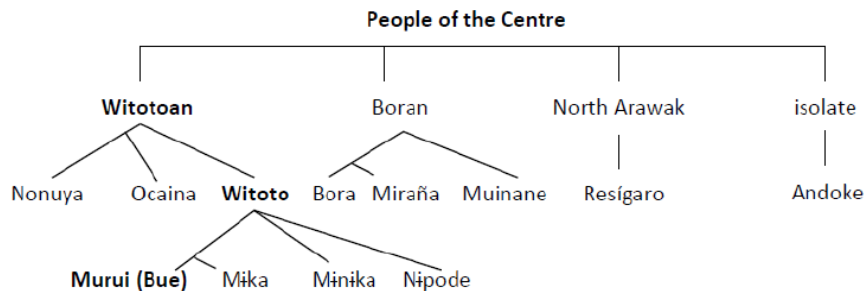 People of the Centre
Witotoan Boran North Arawak isolate
Nonuya Ocaina Witoto Bora Miraña Muinane Resígaro Andoke
Murui (Bue) Mɨka Mɨnɨka Nɨpode